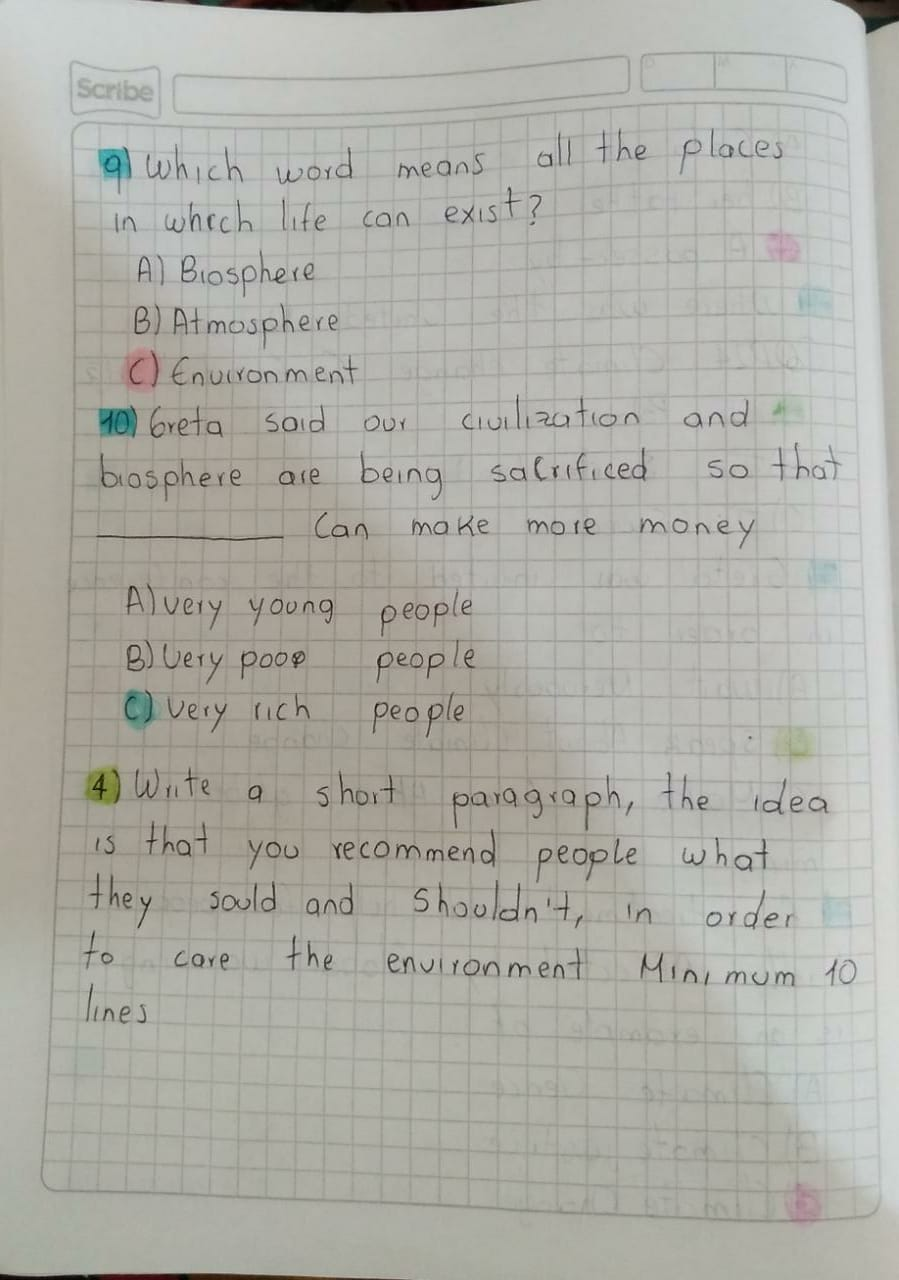 Scribe
9) Which word means all the places
in which life can exist?
A) Biosphere
B) Atmosphere
C) Environment
10) Greta said our civilization and
biosphere are being sacrificed so that
__________ Can make more money
A) very young people
B) Very poor people
C) Very rich people
4) Write a short paragraph, the idea
is that you recommend people what
they sould and shouldn't, in order
to care the environment Minimum 10
lines